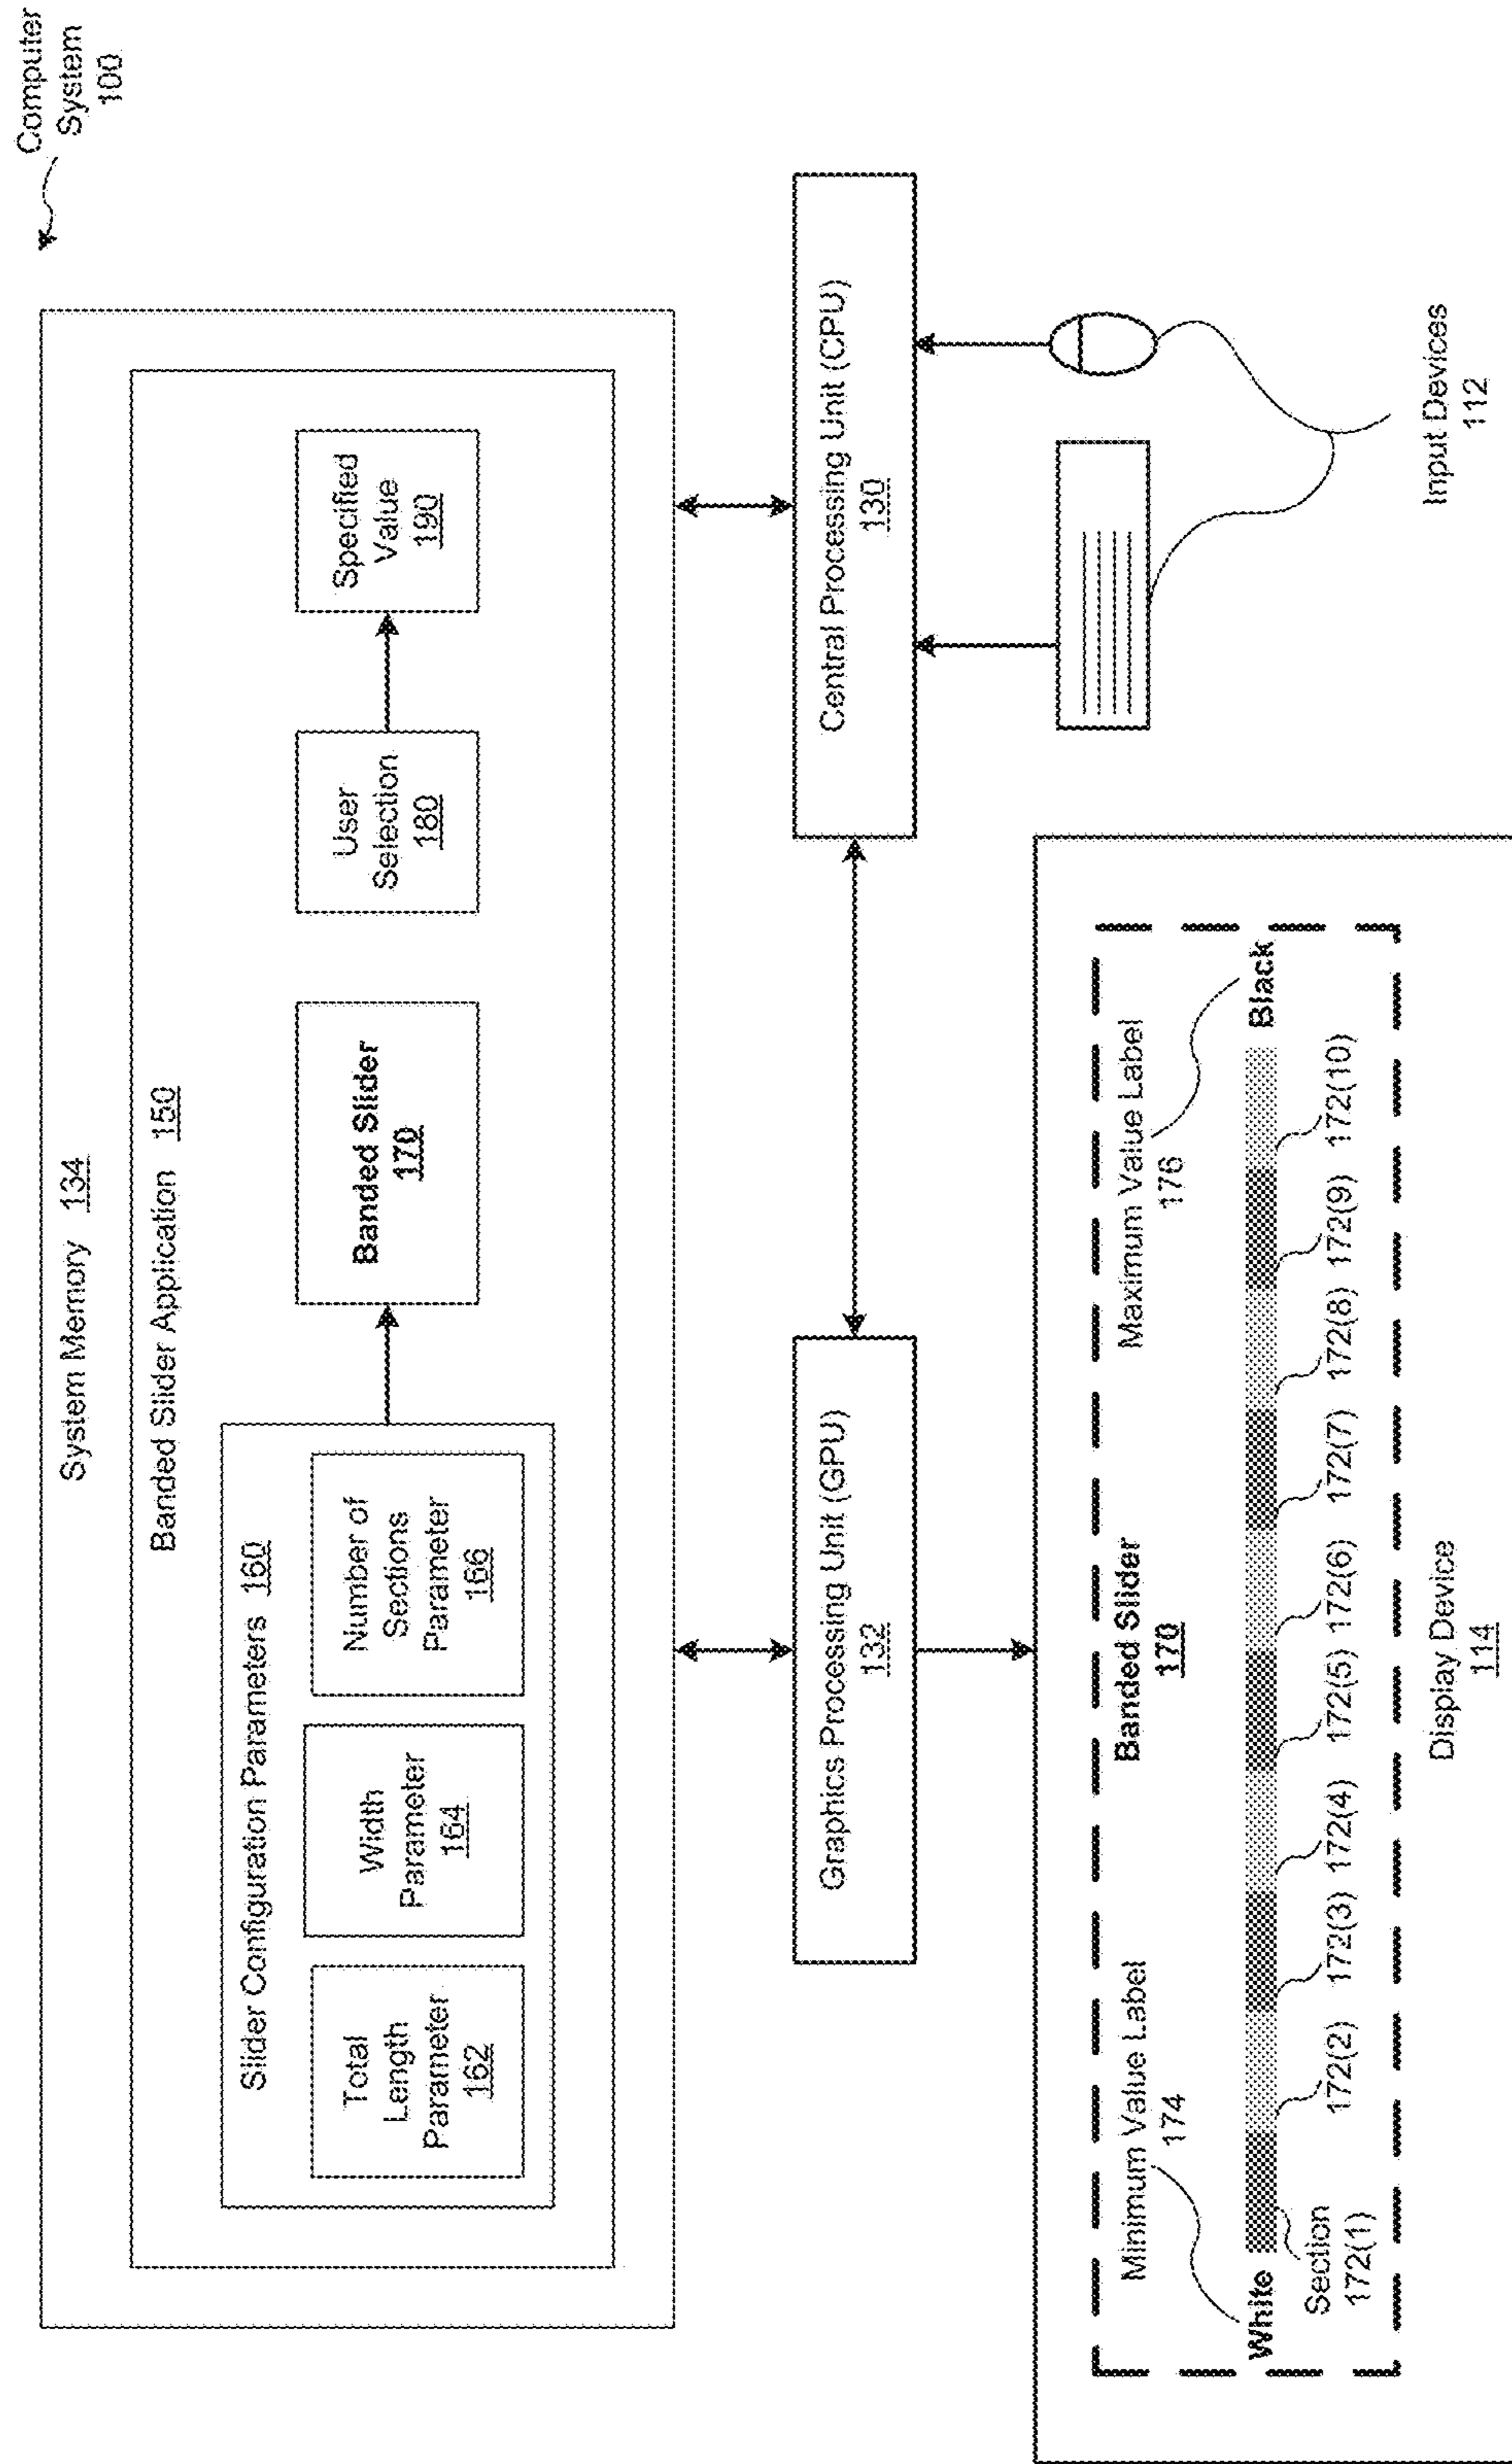 Computer
System
100
System Memory 134
Banded Slider Application 150
Slider Configuration Parameters 160
Total
Length
Parameter
162
Width
Parameter
164
Number of
Sections
Parameter
166
Banded Slider
170
User
Selection
180
Specified
Value
190
Graphics Processing Unit (GPU)
132
Central Processing Unit (CPU)
130
Minimum Value Label
174
Banded Slider
170
Maximum Value Label
176
White
Black
Section
172(1)
172(2)
172(3)
172(4)
172(5)
172(6)
172(7)
172(8)
172(9)
172(10)
Display Device
114
Input Devices
112